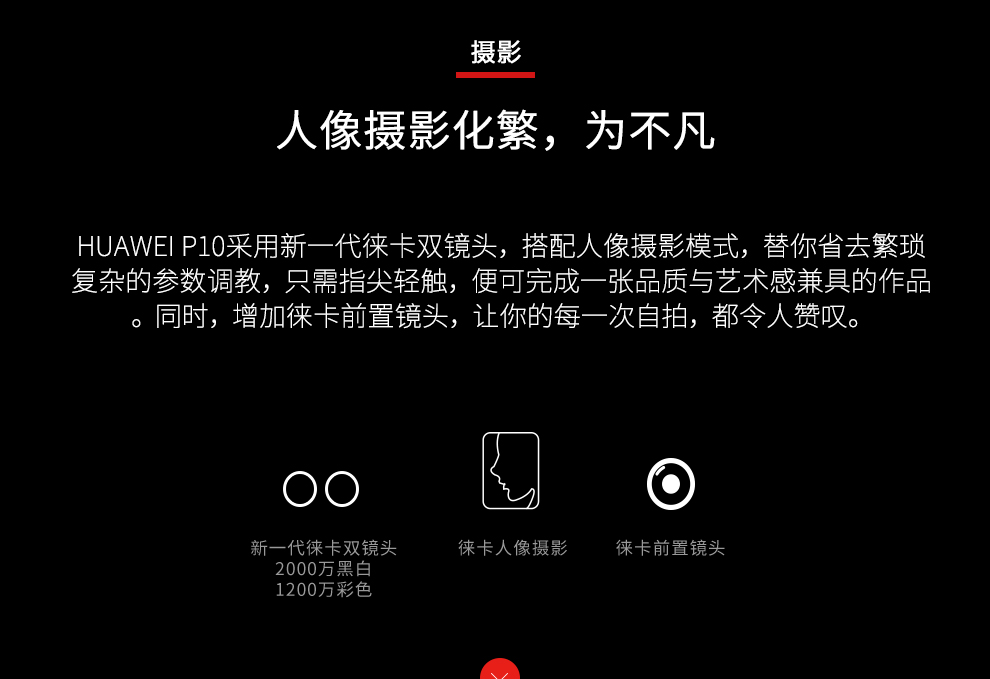 摄影
人像摄影化繁，为不凡
HUAWEI P10采用新一代徕卡双镜头，搭配人像摄影模式，替你省去繁琐
复杂的参数调教，只需指尖轻触，便可完成一张品质与艺术感兼具的作品
。同时，增加徕卡前置镜头，让你的每一次自拍，都令人赞叹。
新一代徕卡双镜头
2000万黑白
1200万彩色
徕卡人像摄影
徕卡前置镜头